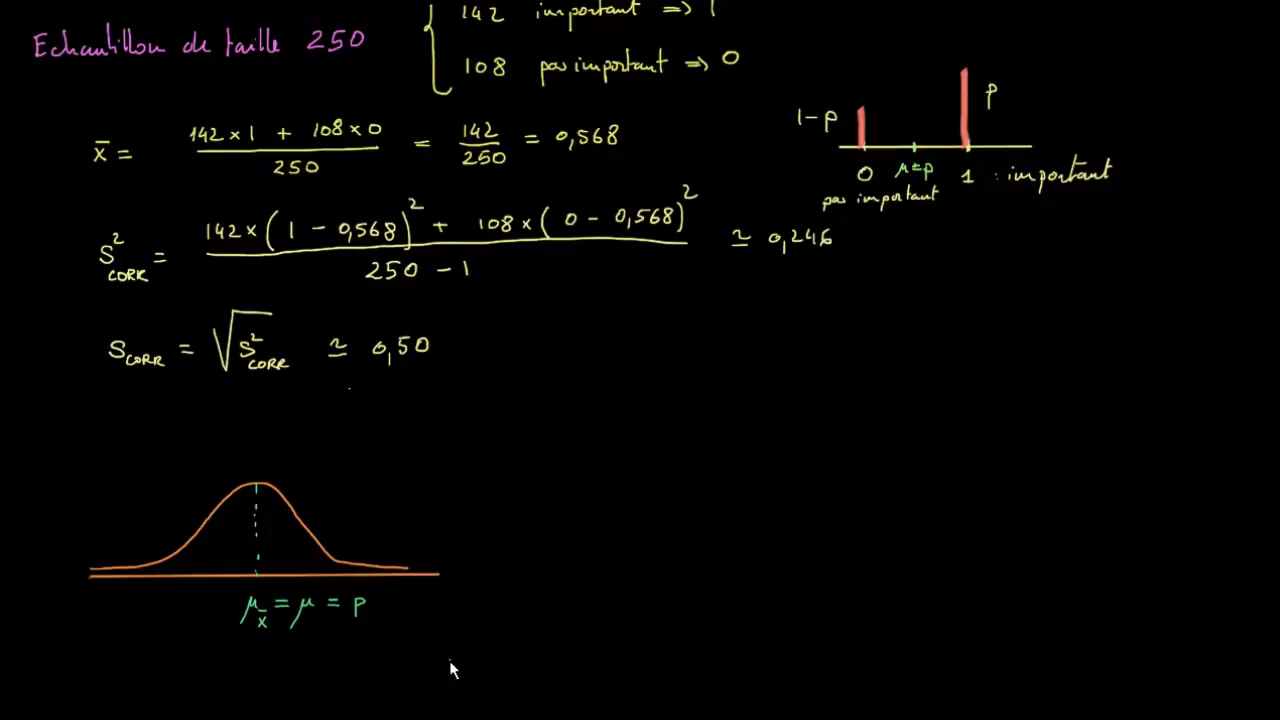 Echantillon de taille 250
142 important => 1
108 pas important => 0
x̄ = (142 × 1 + 108 × 0) / 250 = 142/250 = 0,568
1-p
p
0 μ=p 1 : important
pas important
S²CORR = (142 × (1 - 0,568)² + 108 × (0 - 0,568)²) / (250 - 1) ≃ 0,246
SCORR = √S²CORR ≃ 0,50
μx̄ = μ = p